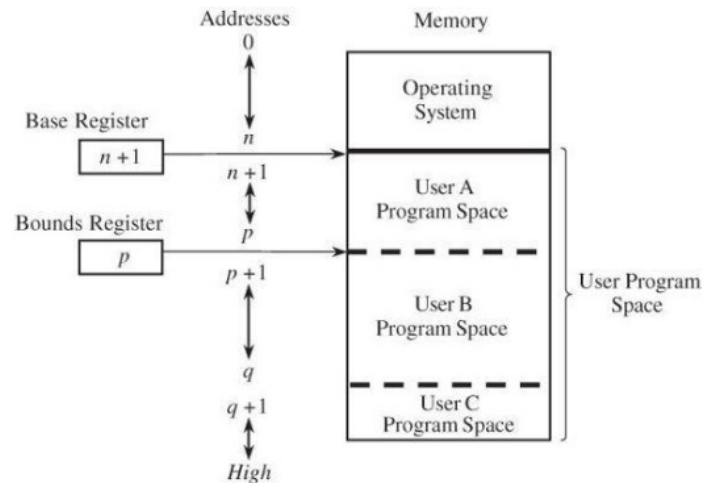 Addresses
Memory
0
Operating
System
Base Register
n
n+1
n+1
User A
Program Space
Bounds Register
p
p
p+1
User B
Program Space
User Program
Space
q
q+1
User C
Program Space
High